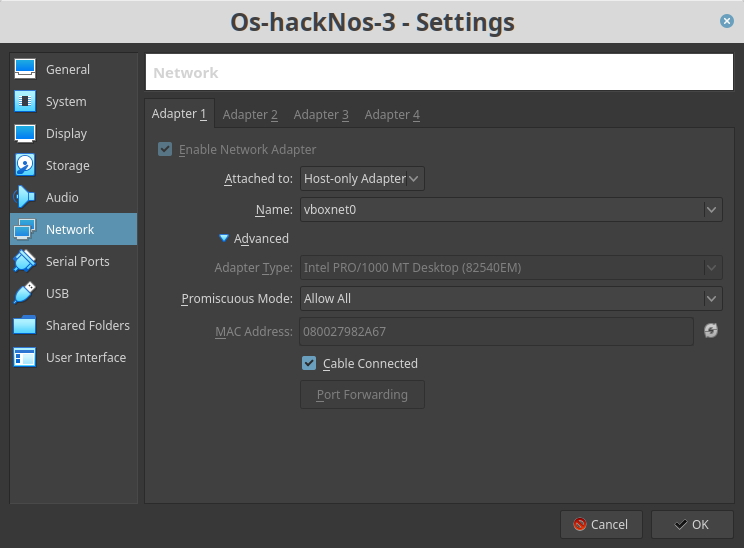 Os-hackNos-3 - Settings
General
System
Display
Storage
Audio
Network
Serial Ports
USB
Shared Folders
User Interface
Network
Adapter 1 Adapter 2 Adapter 3 Adapter 4
Enable Network Adapter
Attached to: Host-only Adapter
Name: vboxnet0
Advanced
Adapter Type: Intel PRO/1000 MT Desktop (82540EM)
Promiscuous Mode: Allow All
MAC Address: 080027982A67
Cable Connected
Port Forwarding
Cancel OK